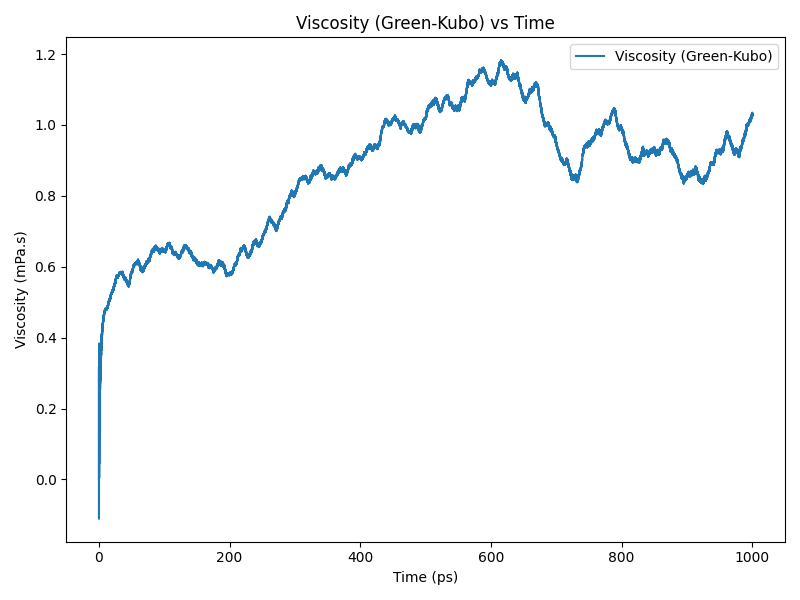 Viscosity (Green-Kubo) vs Time
Viscosity (Green-Kubo)
Viscosity (mPa.s)
1.2
1.0
0.8
0.6
0.4
0.2
0.0
0 200 400 600 800 1000
Time (ps)